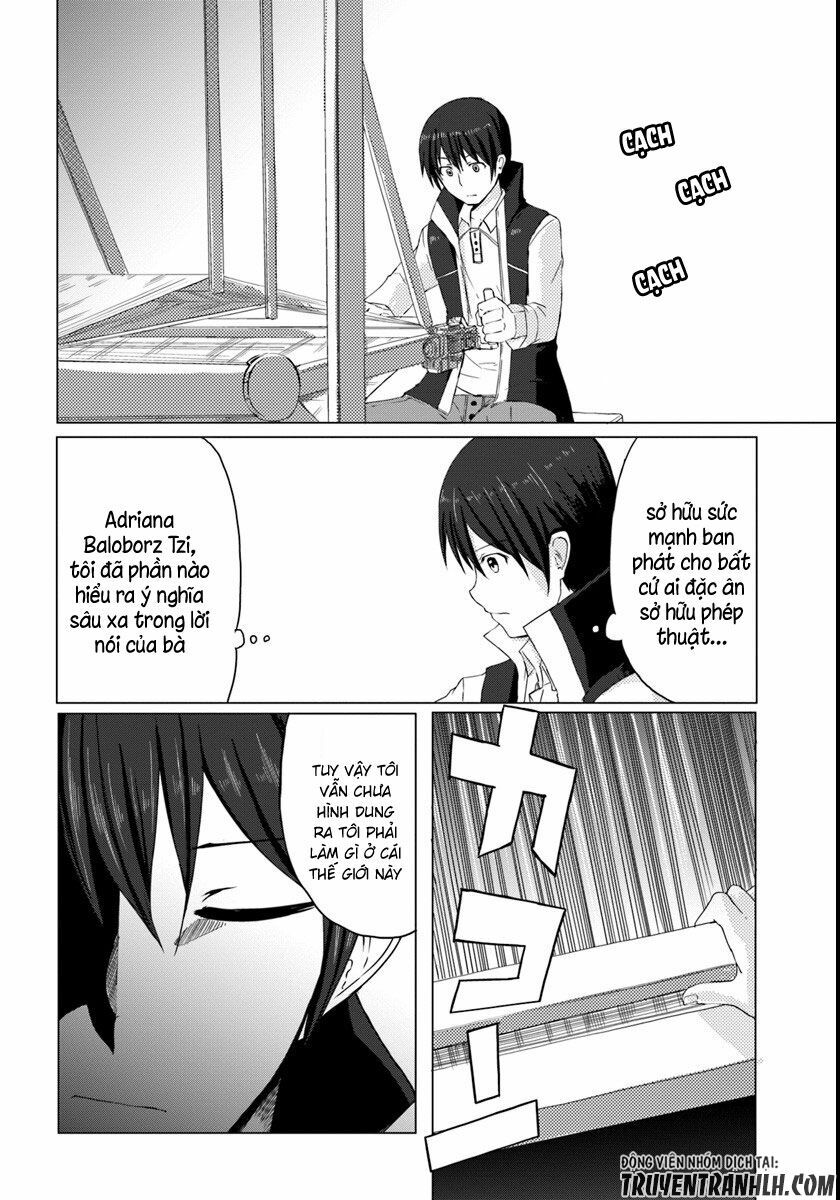 CẠCH
CẠCH
CẠCH
sở hữu sức
mạnh ban
phát cho bất
cứ ai đặc ân
sở hữu phép
thuật...
Adriana
Baloborz Tzi,
tôi đã phần nào
hiểu ra ý nghĩa
sâu xa trong lời
nói của bà
カコン
TUY VẬY TÔI
VẪN CHƯA
HÌNH DUNG
RA TÔI PHẢI
LÀM GÌ Ở CÁI
THẾ GIỚI NÀY
ĐỘNG VIÊN NHÓM DỊCH TẠI:
TRUYENTRANHLH.COM